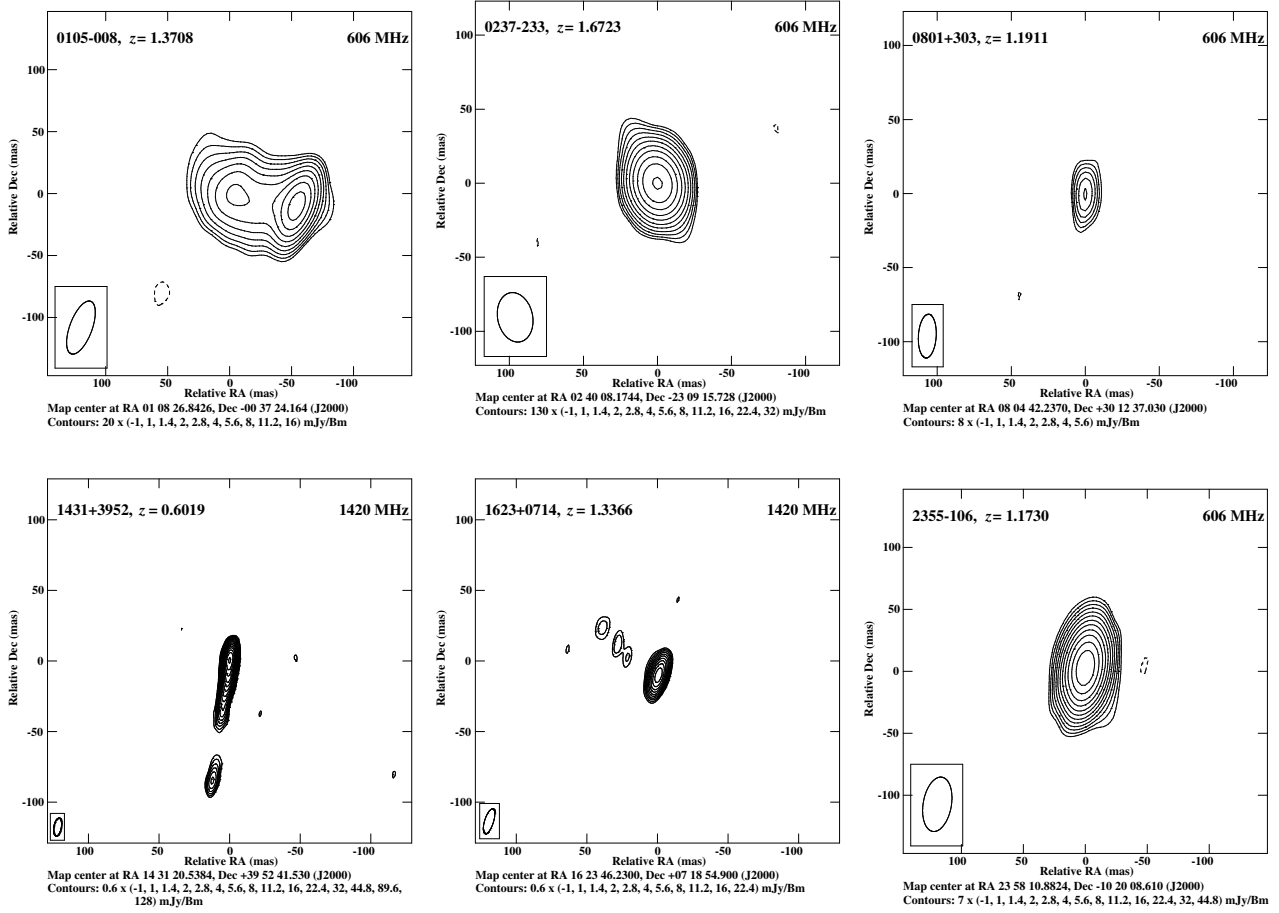 0105-008, z= 1.3708 606 MHz
100
50
0
-50
-100
Relative Dec (mas)
100 50 0 -50 -100
Relative RA (mas)
Map center at RA 01 08 26.8426, Dec -00 37 24.164 (J2000)
Contours: 20 x (-1, 1, 1.4, 2, 2.8, 4, 5.6, 8, 11.2, 16) mJy/Bm
0237-233, z= 1.6723 606 MHz
100
50
0
-50
-100
Relative Dec (mas)
100 50 0 -50 -100
Relative RA (mas)
Map center at RA 02 40 08.1744, Dec -23 09 15.728 (J2000)
Contours: 130 x (-1, 1, 1.4, 2, 2.8, 4, 5.6, 8, 11.2, 16, 22.4, 32) mJy/Bm
0801+303, z= 1.1911 606 MHz
100
50
0
-50
-100
Relative Dec (mas)
100 50 0 -50 -100
Relative RA (mas)
Map center at RA 08 04 42.2370, Dec +30 12 37.030 (J2000)
Contours: 8 x (-1, 1, 1.4, 2, 2.8, 4, 5.6) mJy/Bm
1431+3952, z = 0.6019 1420 MHz
100
50
0
-50
-100
Relative Dec (mas)
100 50 0 -50 -100
Relative RA (mas)
Map center at RA 14 31 20.5384, Dec +39 52 41.530 (J2000)
Contours: 0.6 x (-1, 1, 1.4, 2, 2.8, 4, 5.6, 8, 11.2, 16, 22.4, 32, 44.8, 89.6,
128) mJy/Bm
1623+0714, z = 1.3366 1420 MHz
100
50
0
-50
-100
Relative Dec (mas)
100 50 0 -50 -100
Relative RA (mas)
Map center at RA 16 23 46.2300, Dec +07 18 54.900 (J2000)
Contours: 0.6 x (-1, 1, 1.4, 2, 2.8, 4, 5.6, 8, 11.2, 16, 22.4) mJy/Bm
2355-106, z= 1.1730 606 MHz
100
50
0
-50
-100
Relative Dec (mas)
100 50 0 -50 -100
Relative RA (mas)
Map center at RA 23 58 10.8824, Dec -10 20 08.610 (J2000)
Contours: 7 x (-1, 1, 1.4, 2, 2.8, 4, 5.6, 8, 11.2, 16, 22.4, 32, 44.8) mJy/Bm